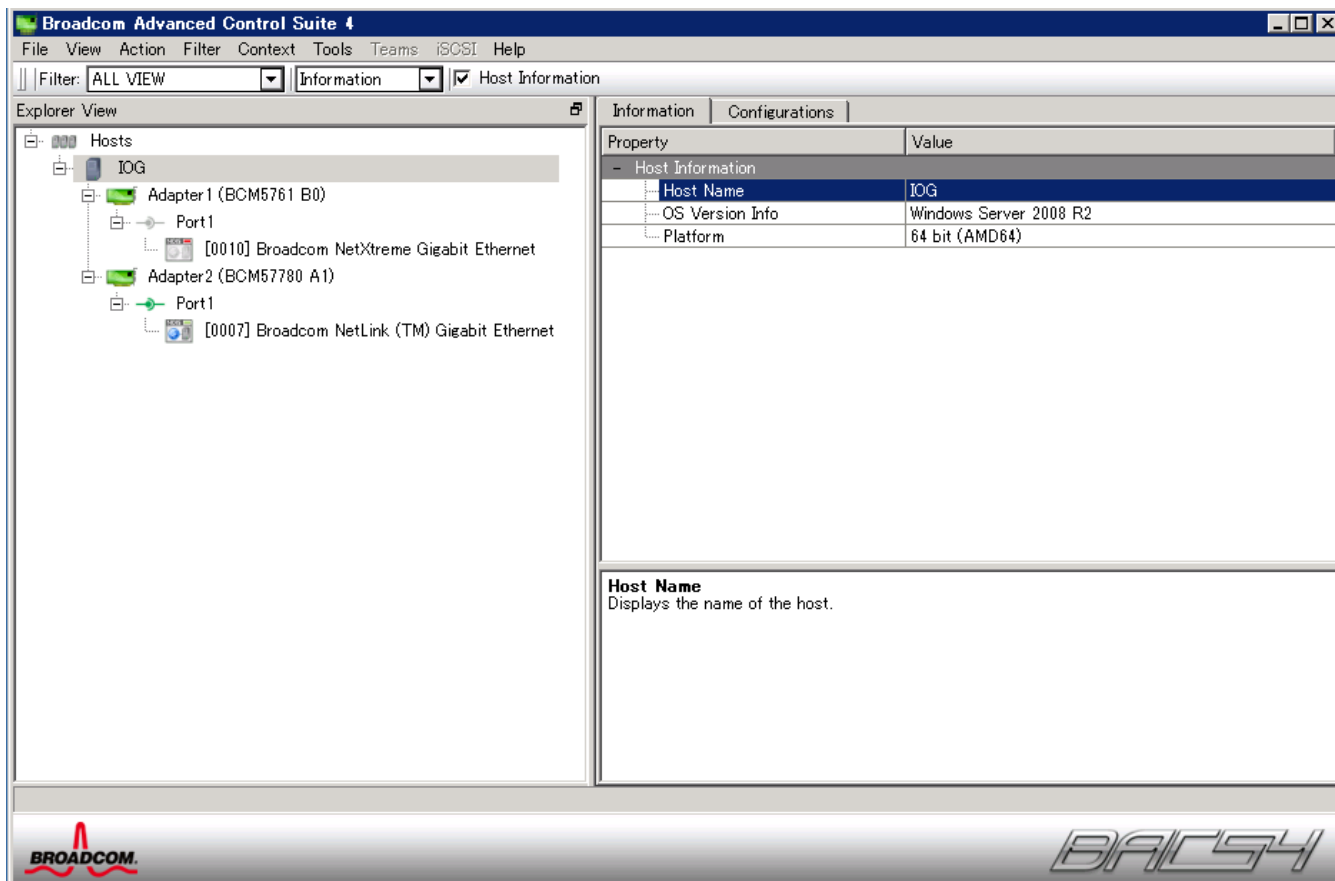 Broadcom Advanced Control Suite 4
File View Action Filter Context Tools Teams iSCSI Help
Filter: ALL VIEW Information Host Information
Explorer View
Hosts
IOG
Adapter1 (BCM5761 B0)
Port1
[0010] Broadcom NetXtreme Gigabit Ethernet
Adapter2 (BCM57780 A1)
Port1
[0007] Broadcom NetLink (TM) Gigabit Ethernet
Information Configurations
Property Value
Host Information
Host Name IOG
OS Version Info Windows Server 2008 R2
Platform 64 bit (AMD64)
Host Name
Displays the name of the host.
BROADCOM. BACS4